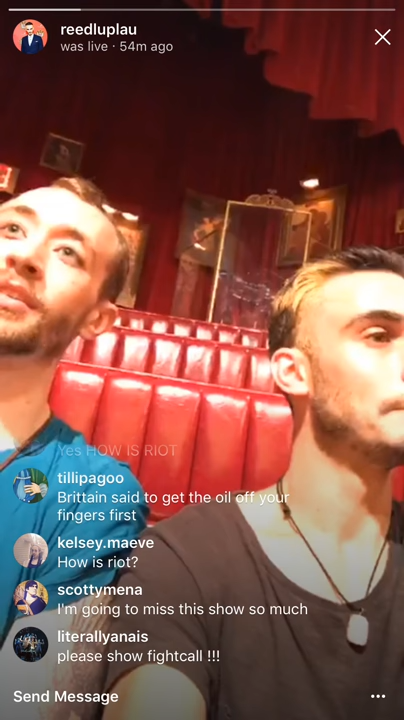 reedluplau
was live · 54m ago
Yes HOW IS RIOT
tillipagoo
Brittain said to get the oil off your
fingers first
kelsey.maeve
How is riot?
scottymena
I'm going to miss this show so much
literallyanais
please show fightcall !!!
Send Message